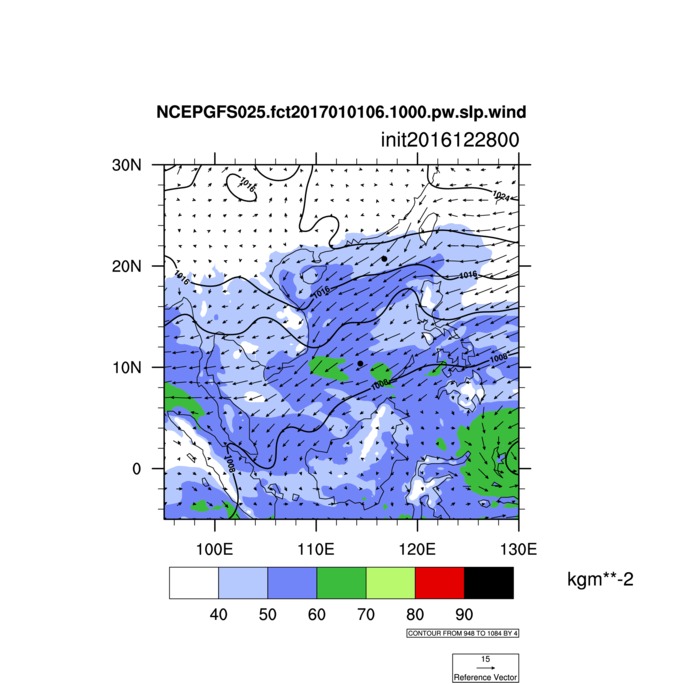 NCEPGFS025.fct2017010106.1000.pw.slp.wind
init2016122800
30N
1016
1024
20N
1016
1016
1016
10N
1008
1008
1008
0
100E 110E 120E 130E
kgm**-2
40 50 60 70 80 90
CONTOUR FROM 948 TO 1084 BY 4
15
Reference Vector